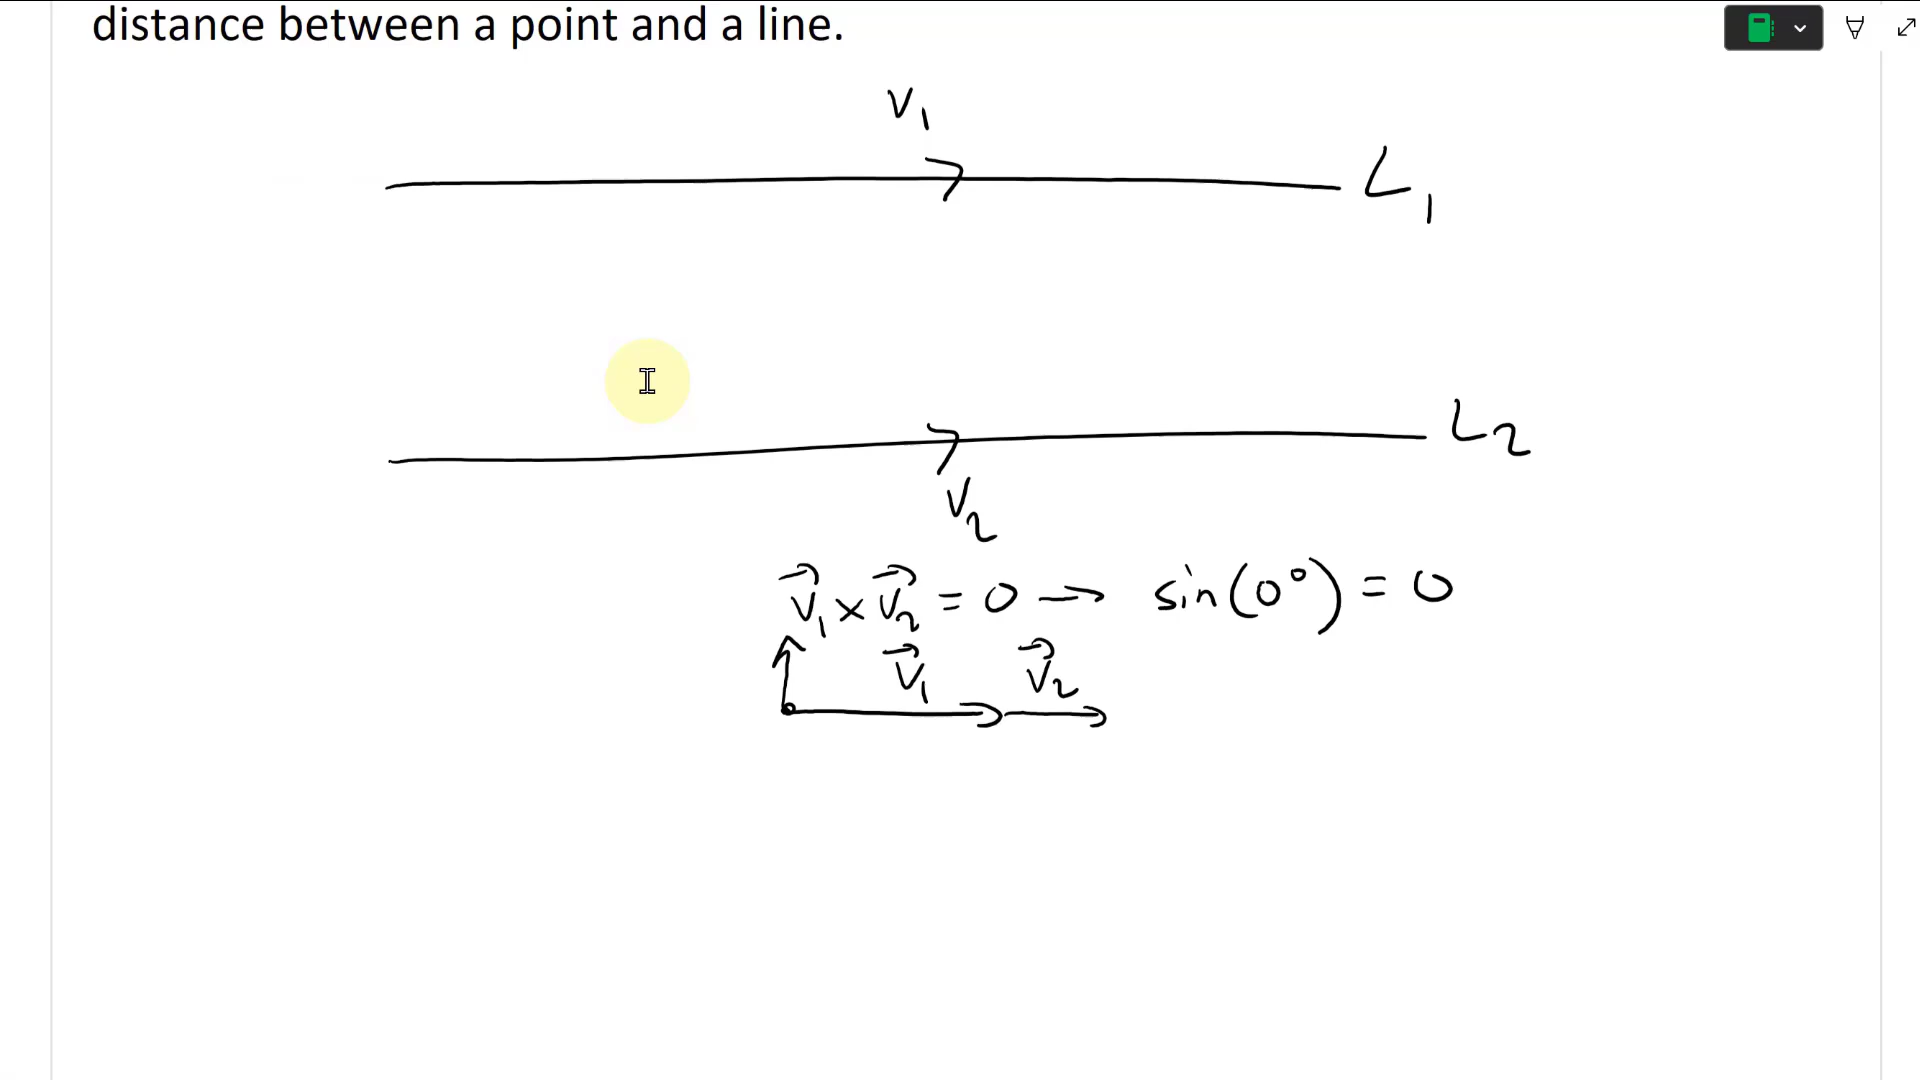 distance between a point and a line.
V₁
L₁
L₂
V₂
V⃗₁ × V⃗₂ = 0 → sin(0°) = 0
V⃗₁ V⃗₂